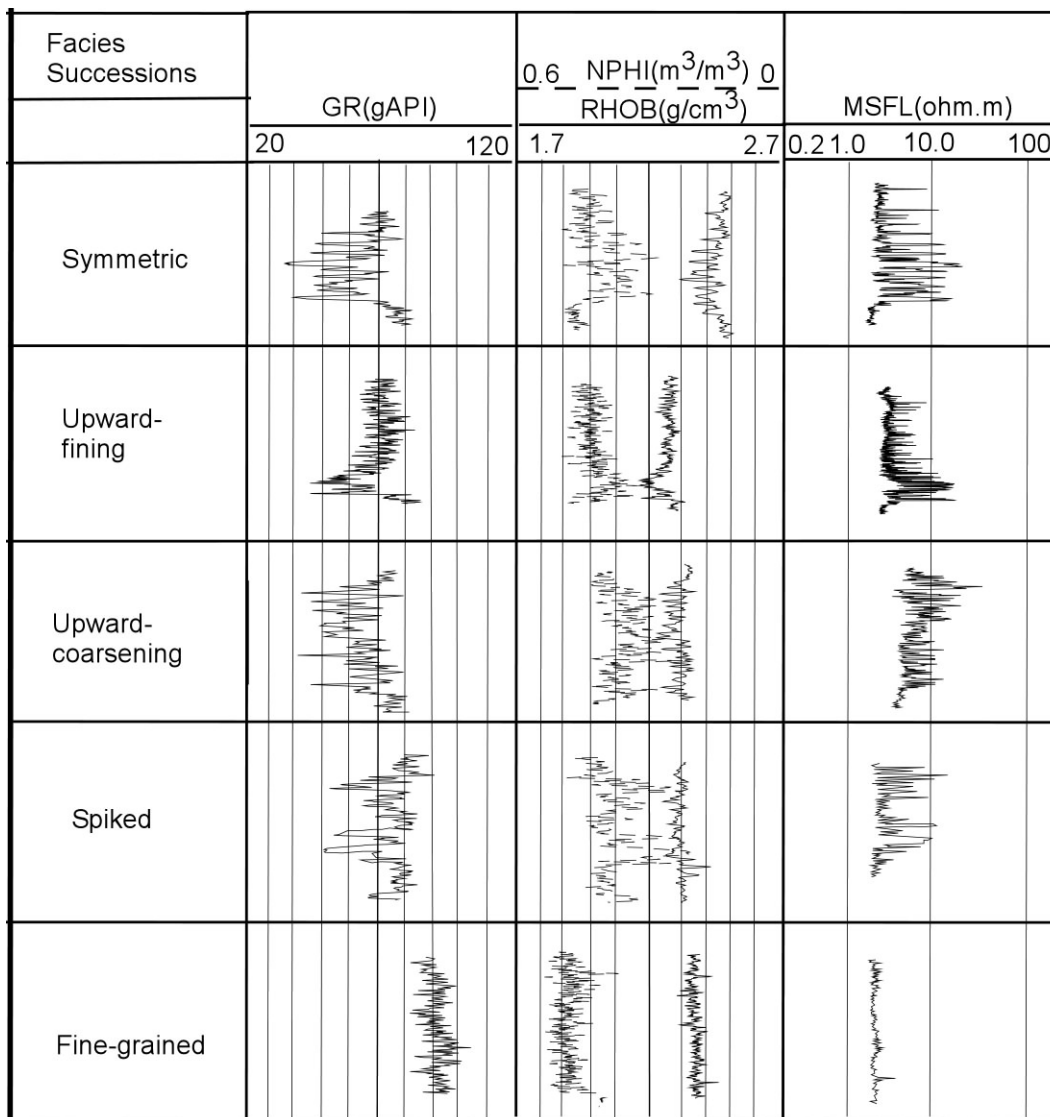 Facies
Successions
GR(gAPI)
20 120
0.6 NPHI(m³/m³) 0
RHOB(g/cm³)
1.7 2.7
MSFL(ohm.m)
0.2 1.0 10.0 100
Symmetric
Upward-
fining
Upward-
coarsening
Spiked
Fine-grained